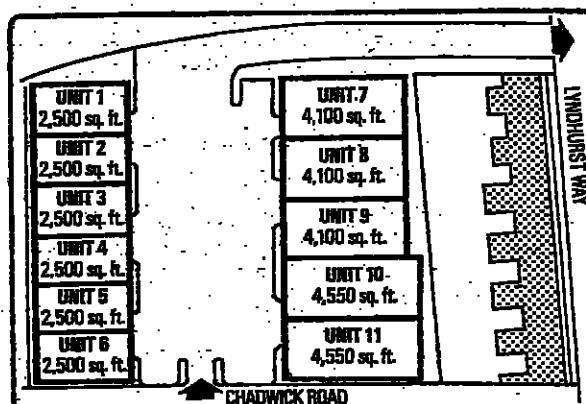 UNIT 1
2,500 sq. ft.
UNIT 2
2,500 sq. ft.
UNIT 3
2,500 sq. ft.
UNIT 4
2,500 sq. ft.
UNIT 5
2,500 sq. ft.
UNIT 6
2,500 sq. ft.
UNIT 7
4,100 sq. ft.
UNIT 8
4,100 sq. ft.
UNIT 9
4,100 sq. ft.
UNIT 10
4,550 sq. ft.
UNIT 11
4,550 sq. ft.
LYNDHURST WAY
CHADWICK ROAD